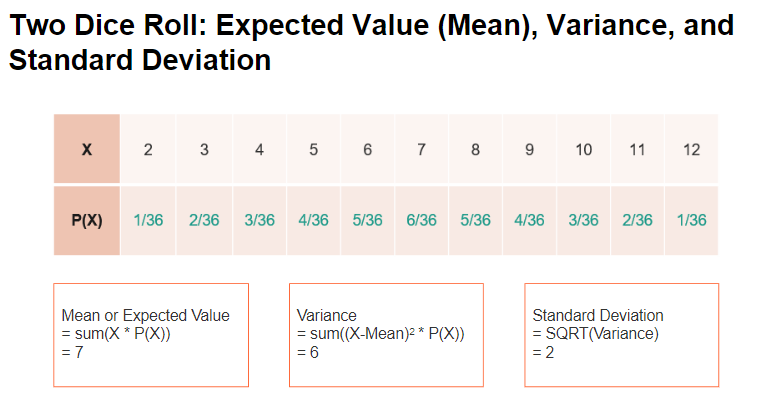 Two Dice Roll: Expected Value (Mean), Variance, and
Standard Deviation
X 2 3 4 5 6 7 8 9 10 11 12
P(X) 1/36 2/36 3/36 4/36 5/36 6/36 5/36 4/36 3/36 2/36 1/36
Mean or Expected Value
= sum(X * P(X))
= 7
Variance
= sum((X-Mean)² * P(X))
= 6
Standard Deviation
= SQRT(Variance)
= 2